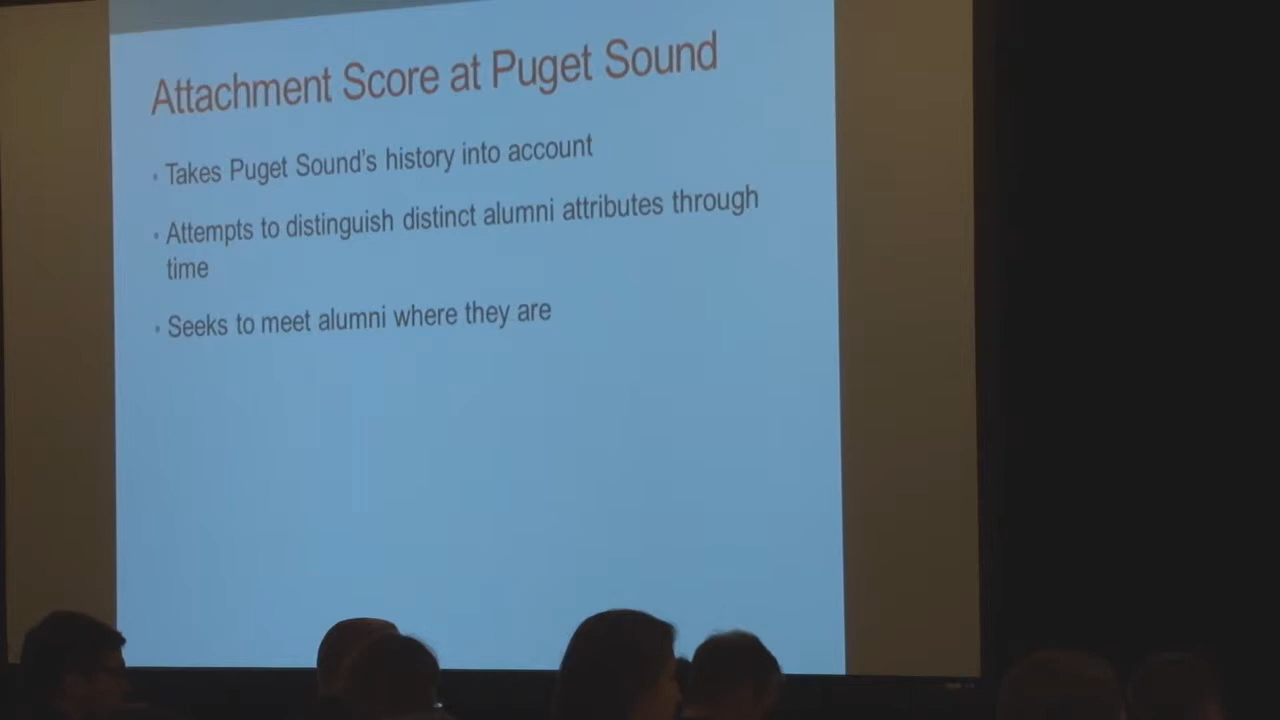 Attachment Score at Puget Sound
• Takes Puget Sound's history into account
• Attempts to distinguish distinct alumni attributes through
time
• Seeks to meet alumni where they are